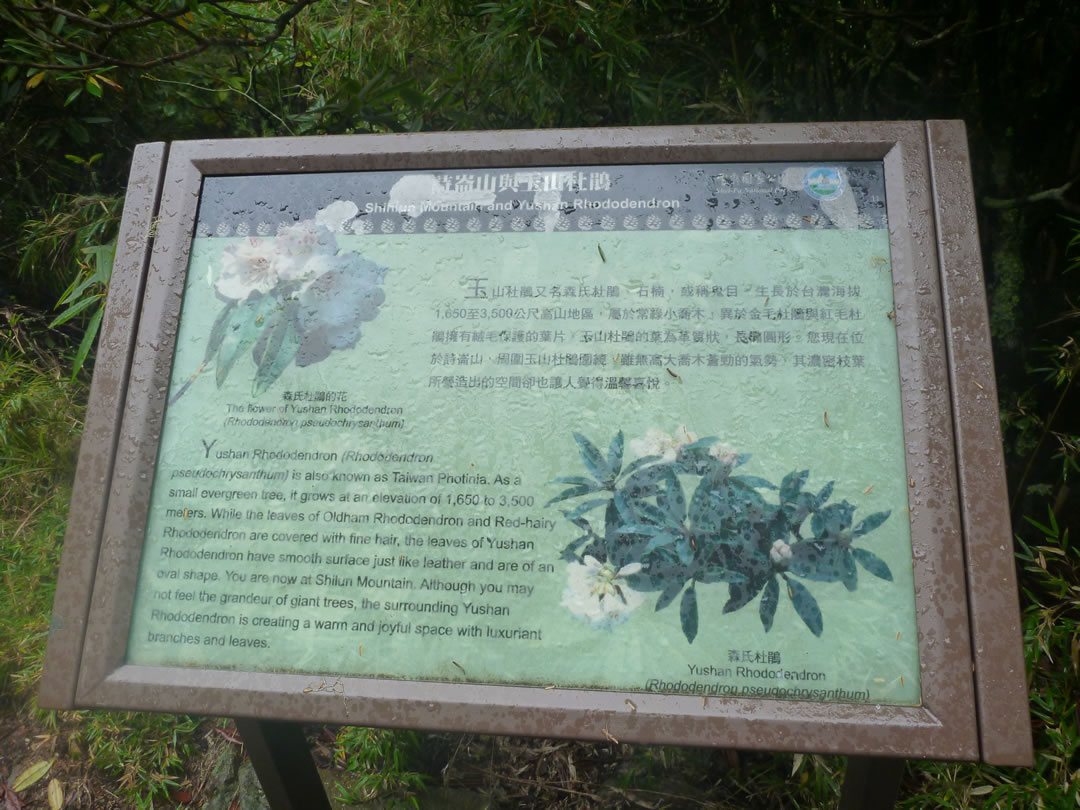 詩崙山與玉山杜鵑
Shihlun Mountain and Yushan Rhododendron
玉山杜鵑又名森氏杜鵑、石楠,或稱
目,生長於台灣海拔
1,650至3,500公尺高山地區,屬於常綠小喬木,異於金毛杜鵑與紅毛杜
鵑擁有細毛保護的葉片,玉山杜鵑的葉為革質狀,長橢圓形。您現在位
於詩崙山,周圍玉山杜鵑圍繞,雖無高大喬木蒼勁的氣勢,其濃密枝葉
所營造出的空間卻也讓人覺得溫馨喜悅。
森氏杜鵑的花
The flower of Yushan Rhododendron
(Rhododendron pseudochrysanthum)
Yushan Rhododendron (Rhododendron
pseudochrysanthum) is also known as Taiwan Photinia. As a
small evergreen tree, it grows at an elevation of 1,650 to 3,500
meters. While the leaves of Oldham Rhododendron and Red-hairy
Rhododendron are covered with fine hair, the leaves of Yushan
Rhododendron have smooth surface just like leather and are of an
oval shape. You are now at Shilun Mountain. Although you may
not feel the grandeur of giant trees, the surrounding Yushan
Rhododendron is creating a warm and joyful space with luxuriant
branches and leaves.
森氏杜鵑
Yushan Rhododendron
(Rhododendron pseudochrysanthum)